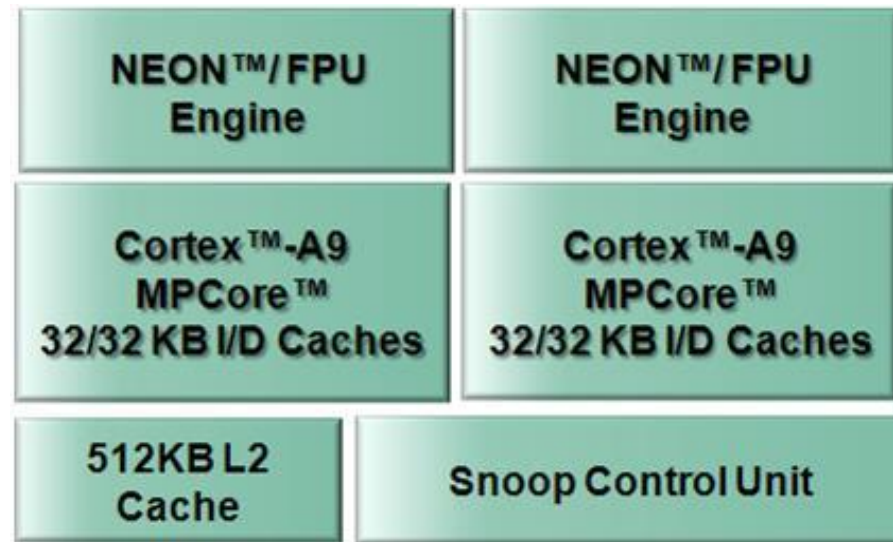 NEON™/ FPU
Engine
NEON™/ FPU
Engine
Cortex™-A9
MPCore™
32/32 KB I/D Caches
Cortex™-A9
MPCore™
32/32 KB I/D Caches
512KB L2
Cache
Snoop Control Unit